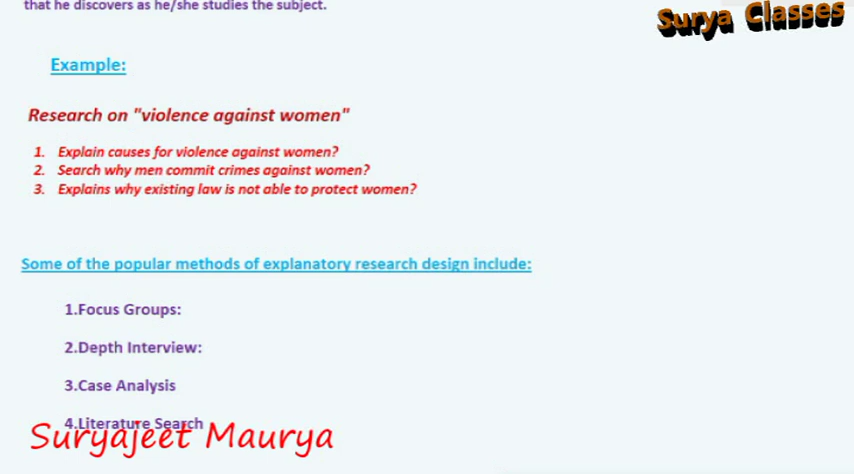 that he discovers as he/she studies the subject.
Surya Classes
Example:
Research on "violence against women"
1. Explain causes for violence against women?
2. Search why men commit crimes against women?
3. Explains why existing law is not able to protect women?
Some of the popular methods of explanatory research design include:
1.Focus Groups:
2.Depth Interview:
3.Case Analysis
4.Literature Search
Suryajeet Maurya